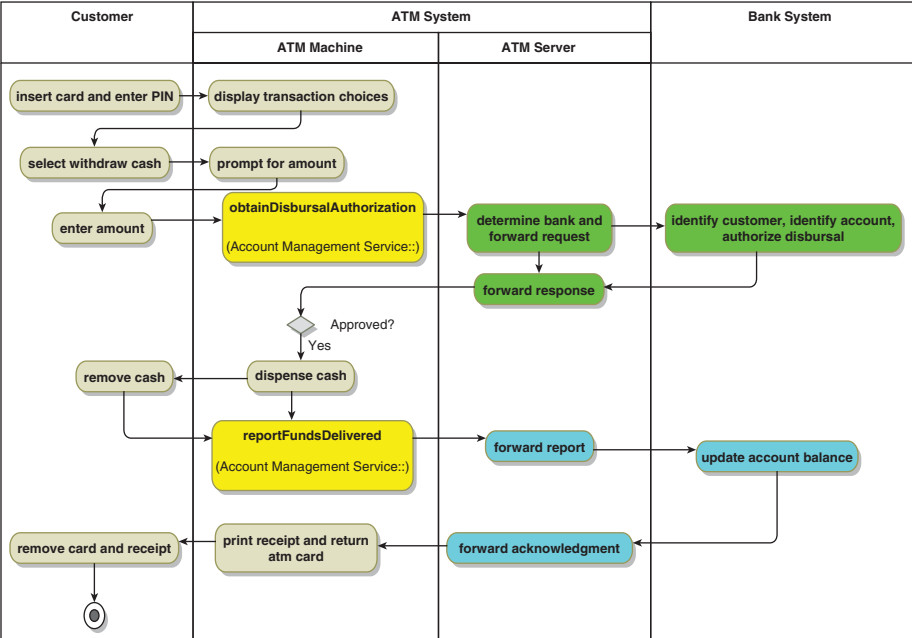 Customer
ATM System
Bank System
ATM Machine
ATM Server
insert card and enter PIN
display transaction choices
select withdraw cash
prompt for amount
enter amount
obtainDisbursalAuthorization
(Account Management Service::)
determine bank and
forward request
identify customer, identify account,
authorize disbursal
forward response
Approved?
Yes
remove cash
dispense cash
reportFundsDelivered
(Account Management Service::)
forward report
update account balance
remove card and receipt
print receipt and return
atm card
forward acknowledgment